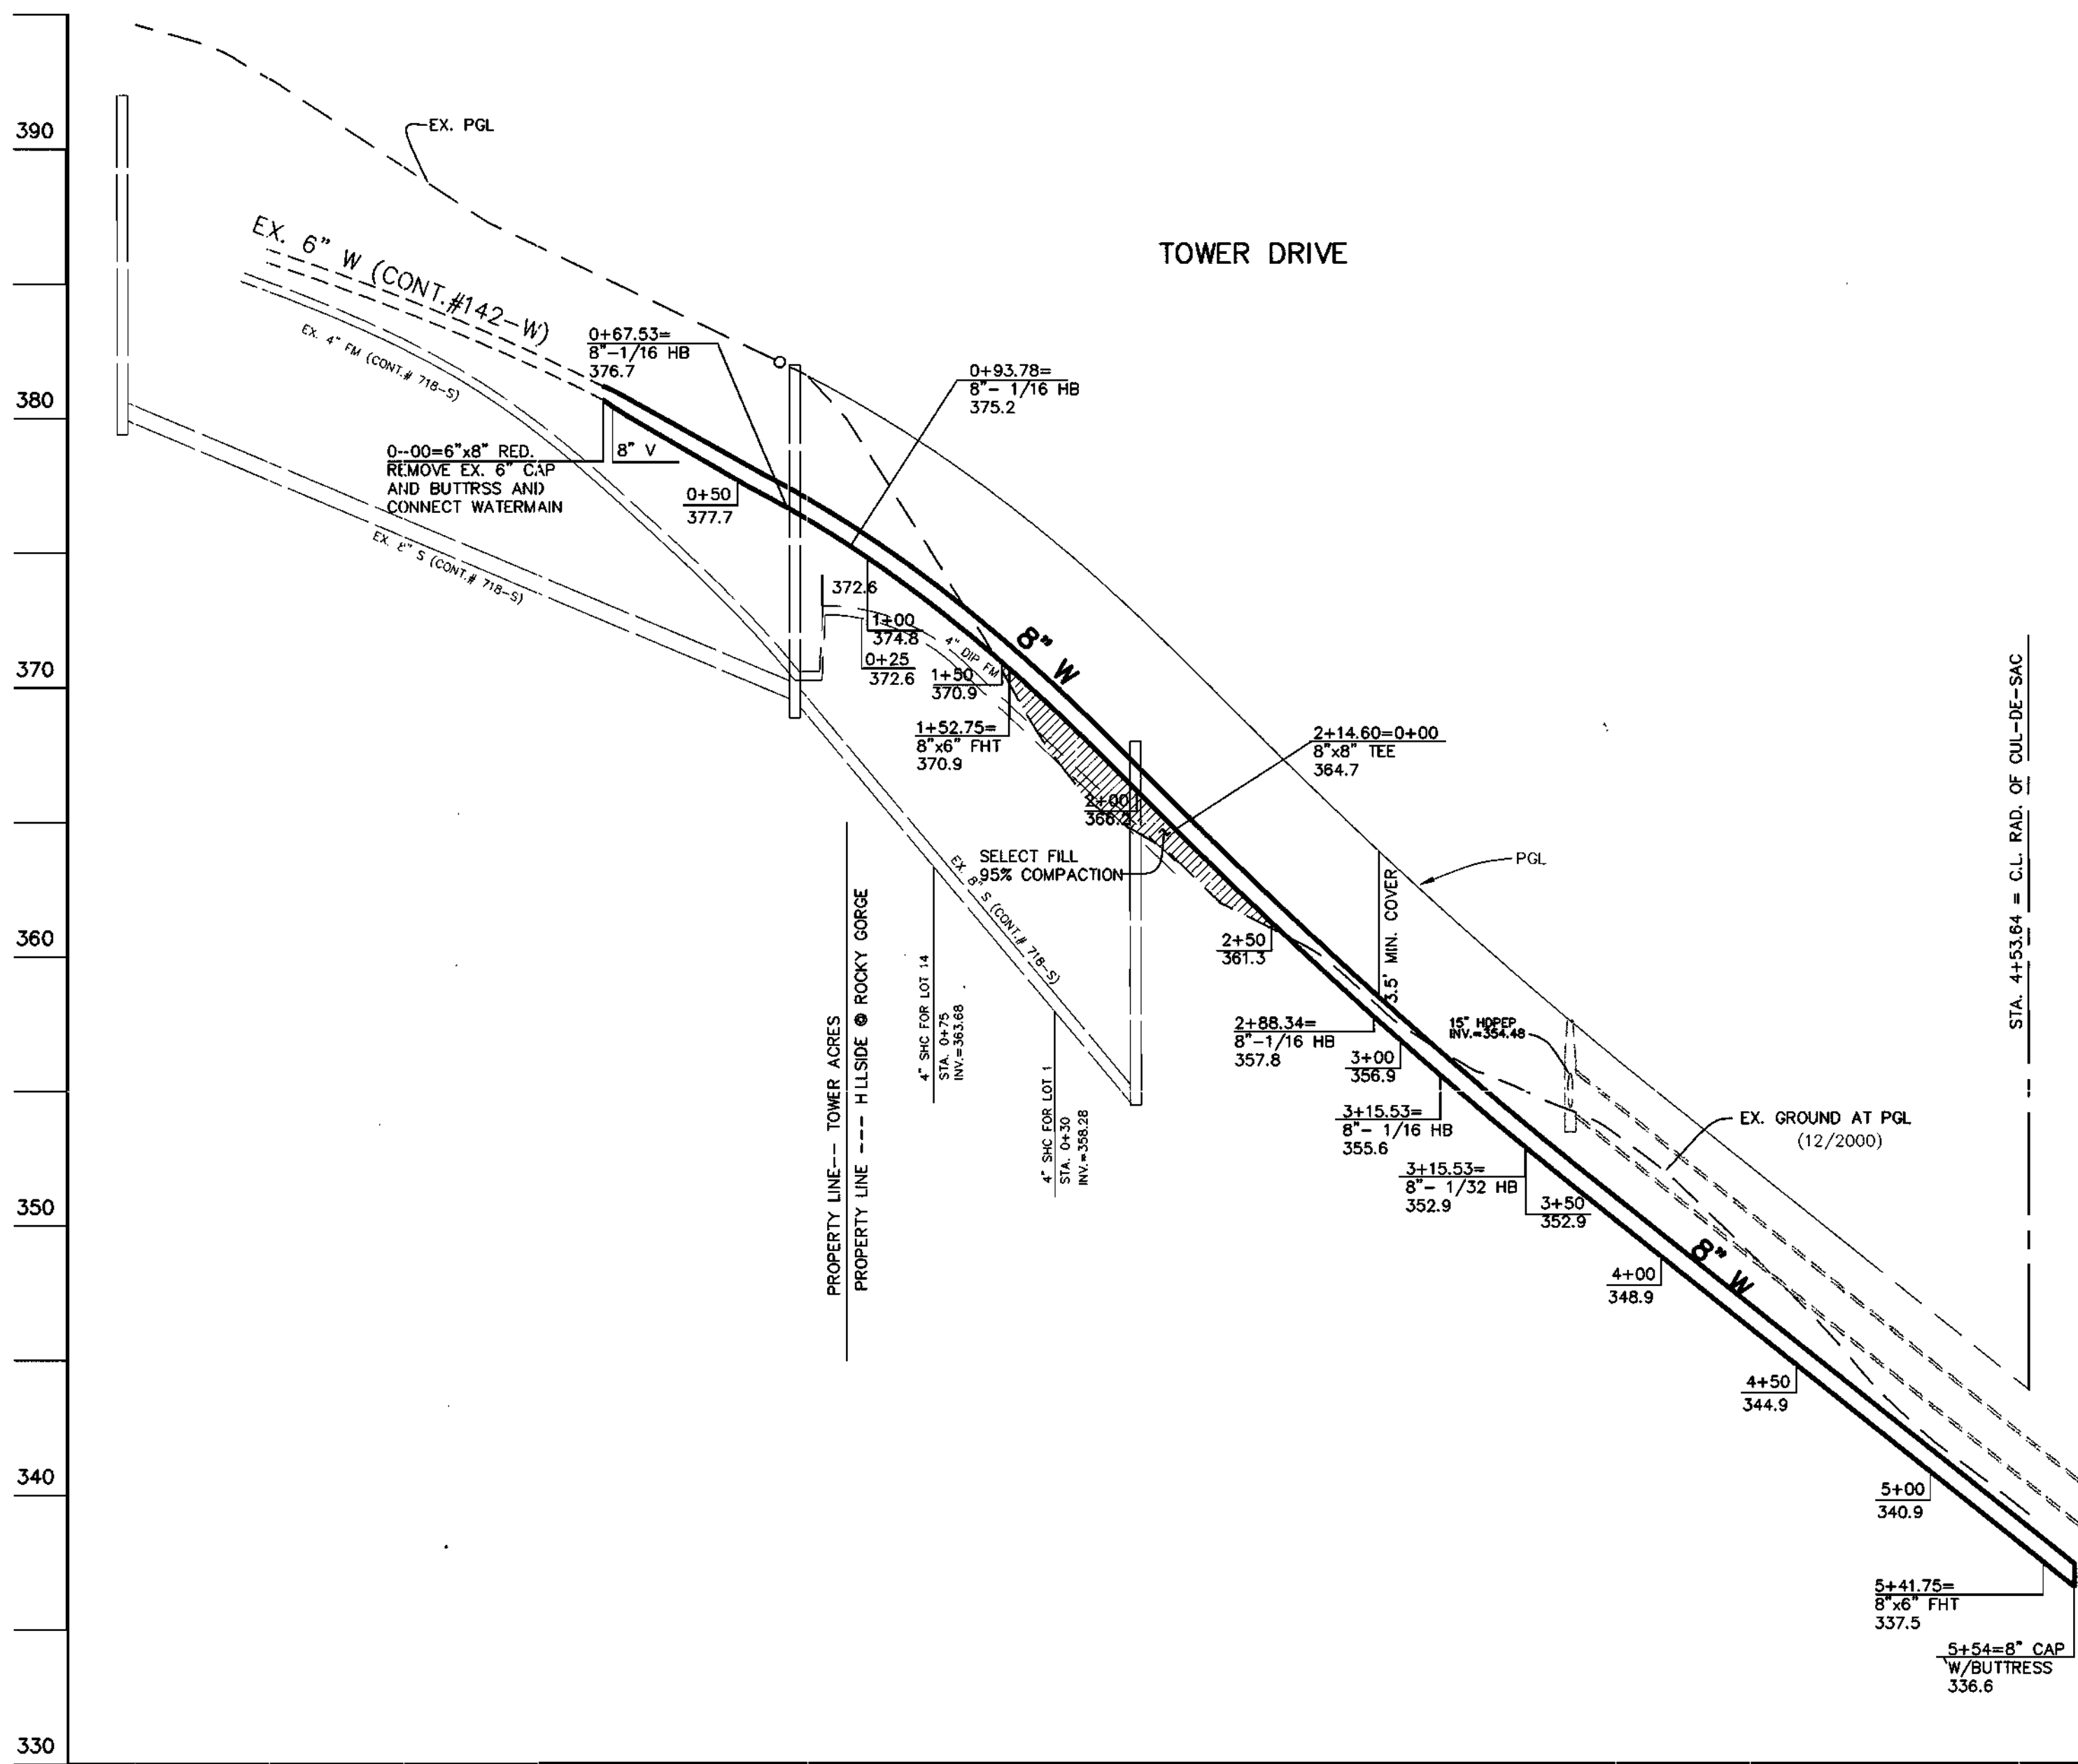 390
380
370
360
350
340
330
EX. PGL
TOWER DRIVE
EX. 6" W (CONT.#142-W)
EX. 4" FM (CONT.# 718-S)
0+67.53=
8"-1/16 HB
376.7
0+93.78=
8"- 1/16 HB
375.2
0--00=6"x8" RED.
REMOVE EX. 6" CAP
AND BUTTRSS AND
CONNECT WATERMAIN
8" V
0+50
377.7
EX. 8" S (CONT.# 718-S)
372.6
1+00
374.8
0+25
372.6
4" DIP FM
1+50
370.9
8" W
1+52.75=
8"x6" FHT
370.9
2+14.60=0+00
8"x8" TEE
364.7
2+00
366.2
SELECT FILL
95% COMPACTION
EX. 8" S (CONT.# 718-S)
PGL
3.5' MIN. COVER
STA. 4+53.64 = C.L. RAD. OF CUL-DE-SAC
PROPERTY LINE-- TOWER ACRES
PROPERTY LINE --- HILLSIDE @ ROCKY GORGE
4" SHC FOR LOT 14
STA. 0+75
INV.=363.68
4" SHC FOR LOT 1
STA. 0+30
INV.=358.28
2+50
361.3
2+88.34=
8"-1/16 HB
357.8
3+00
356.9
15" HDPEP
INV.=354.48
3+15.53=
8"- 1/16 HB
355.6
3+15.53=
8"- 1/32 HB
352.9
3+50
352.9
EX. GROUND AT PGL
(12/2000)
8" W
4+00
348.9
4+50
344.9
5+00
340.9
5+41.75=
8"x6" FHT
337.5
5+54=8" CAP
W/BUTTRESS
336.6